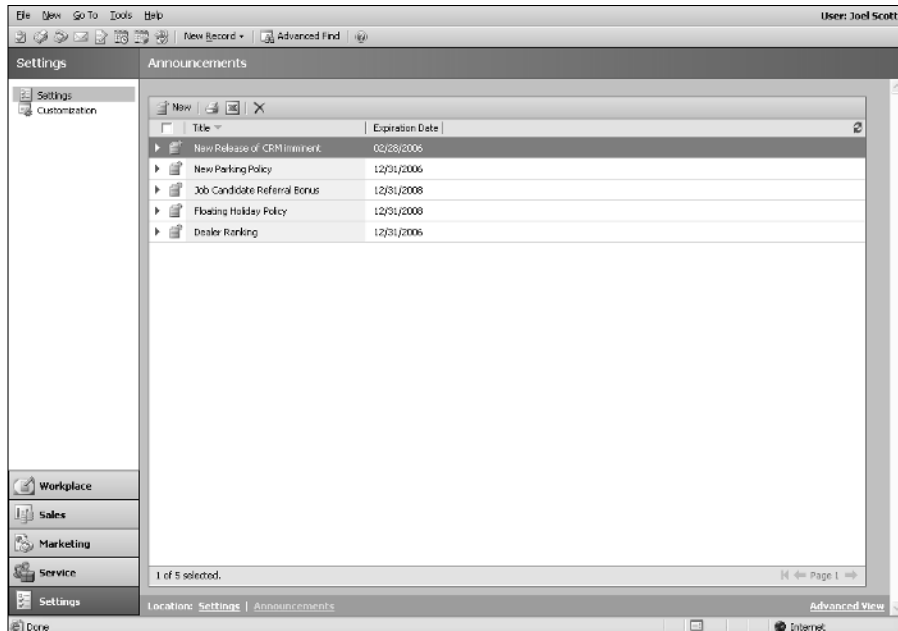 File New Go To Tools Help User: Joel Scott
New Record Advanced Find
Settings Announcements
Settings
Customization
New
Title Expiration Date
New Release of CRM imminent 02/28/2006
New Parking Policy 12/31/2006
Job Candidate Referral Bonus 12/31/2008
Floating Holiday Policy 12/31/2008
Dealer Ranking 12/31/2006
Workplace
Sales
Marketing
Service
Settings
1 of 5 selected. Page 1
Location: Settings | Announcements Advanced View
Done Internet